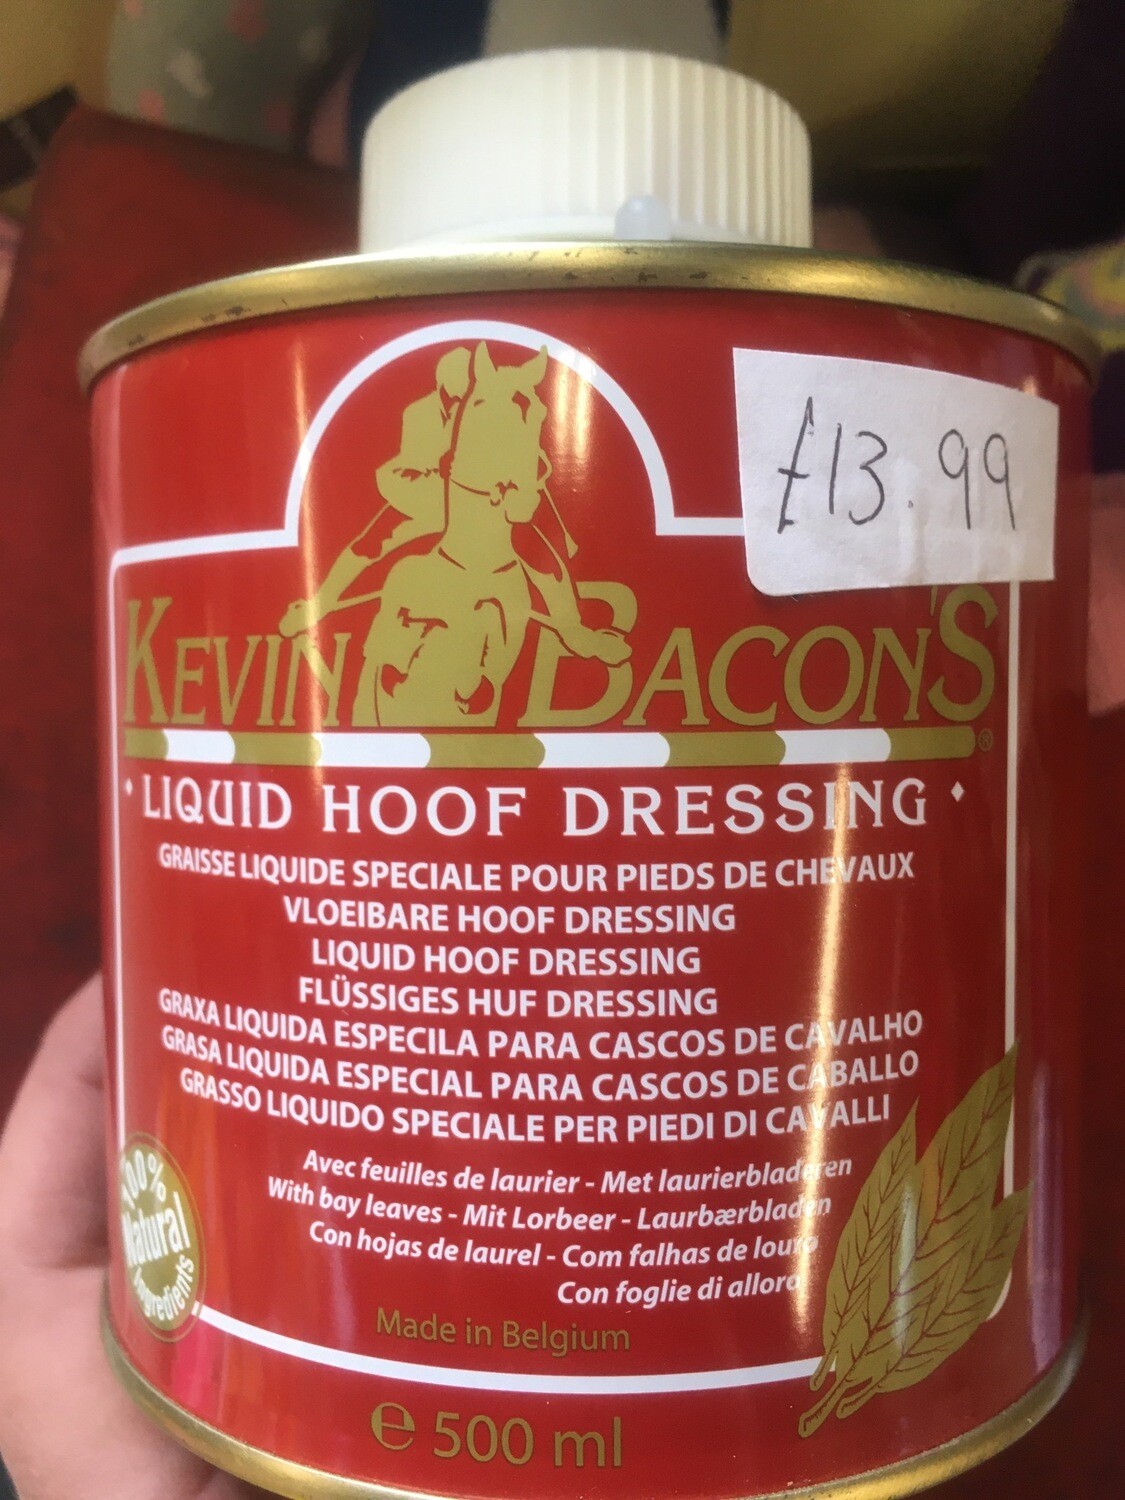 £13.99
KEVIN BACON'S ®
LIQUID HOOF DRESSING
GRAISSE LIQUIDE SPECIALE POUR PIEDS DE CHEVAUX
VLOEIBARE HOOF DRESSING
LIQUID HOOF DRESSING
FLÜSSIGES HUF DRESSING
GRAXA LIQUIDA ESPECILA PARA CASCOS DE CAVALHO
GRASA LIQUIDA ESPECIAL PARA CASCOS DE CABALLO
GRASSO LIQUIDO SPECIALE PER PIEDI DI CAVALLI
Avec feuilles de laurier - Met laurierbladeren
With bay leaves - Mit Lorbeer - Laurbærbladen
Con hojas de laurel - Com falhas de louro
Con foglie di alloro
100%
Natural
Ingredients
Made in Belgium
℮ 500 ml